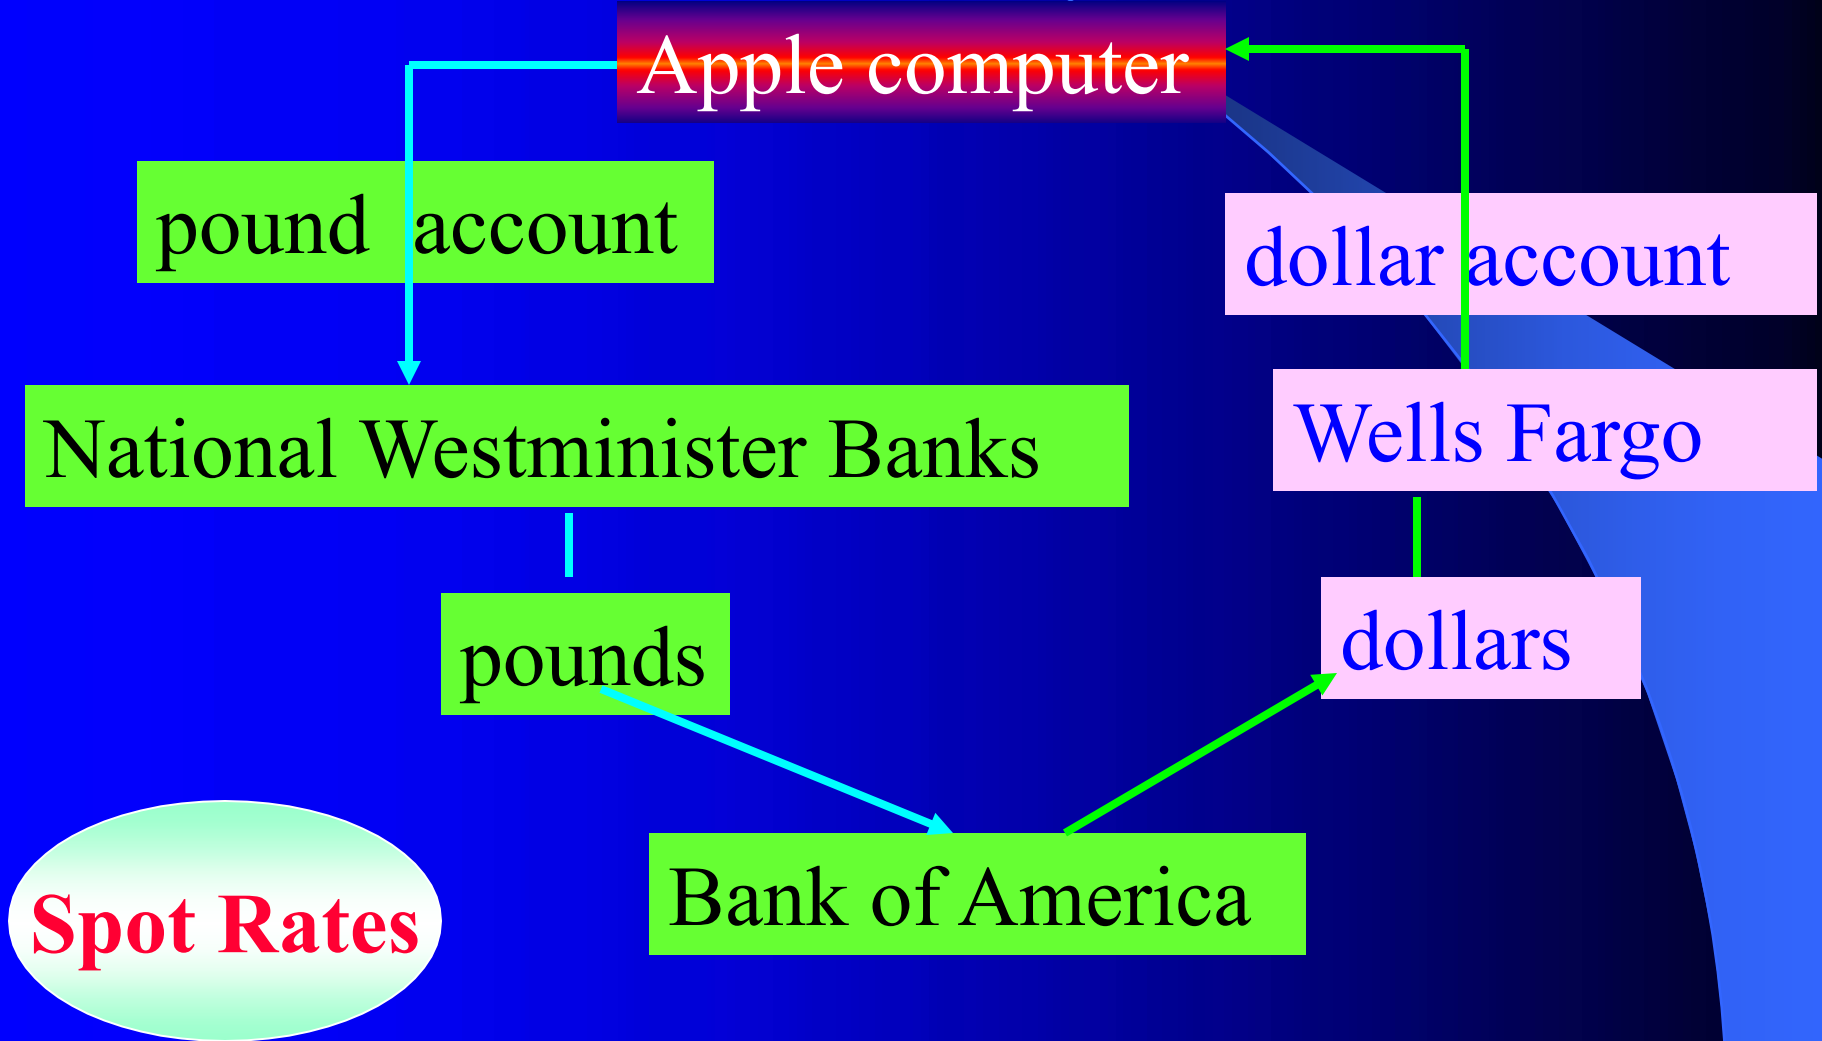 Apple computer
pound account
dollar account
National Westminister Banks
Wells Fargo
pounds
dollars
Bank of America
Spot Rates